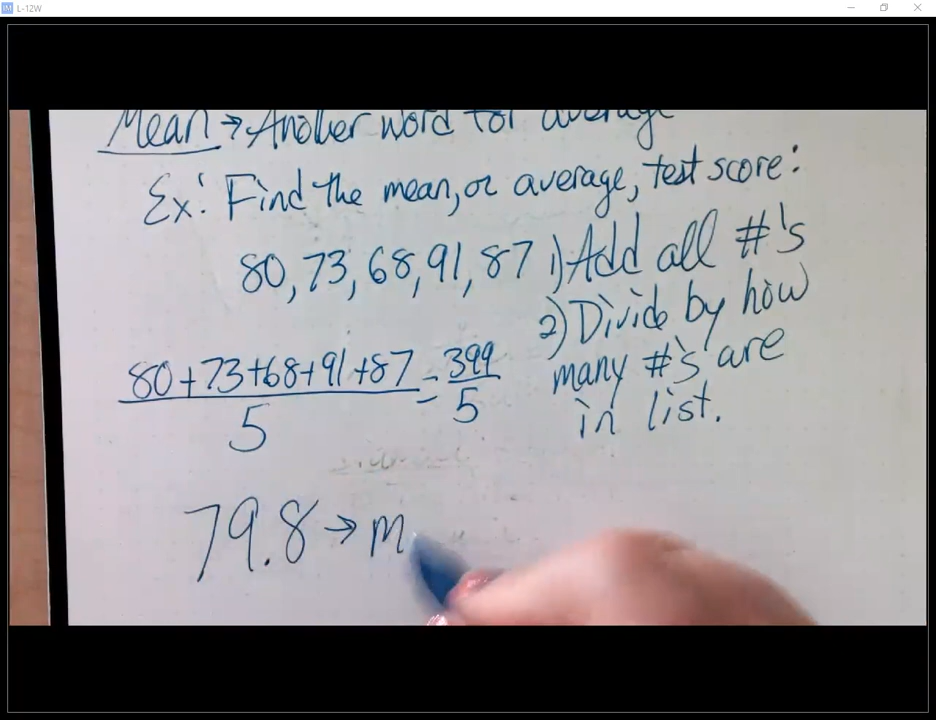 L-12W
Mean → Another word for average
Ex: Find the mean, or average, test score:
80, 73, 68, 91, 87
1) Add all #'s
2) Divide by how
many #'s are
in list.
80+73+68+91+87 = 399
5 5
79.8 → m